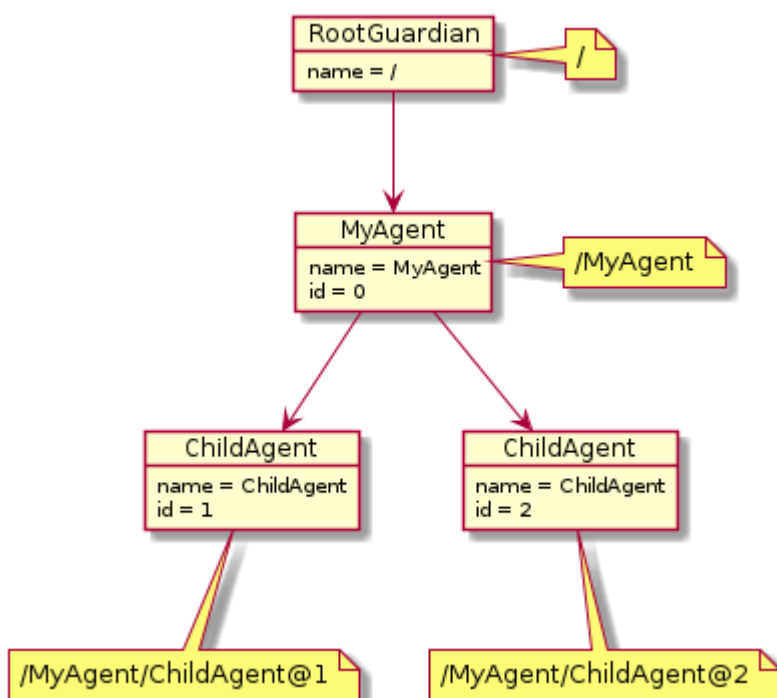 RootGuardian
name = /
/
MyAgent
name = MyAgent
id = 0
/MyAgent
ChildAgent
name = ChildAgent
id = 1
ChildAgent
name = ChildAgent
id = 2
/MyAgent/ChildAgent@1
/MyAgent/ChildAgent@2